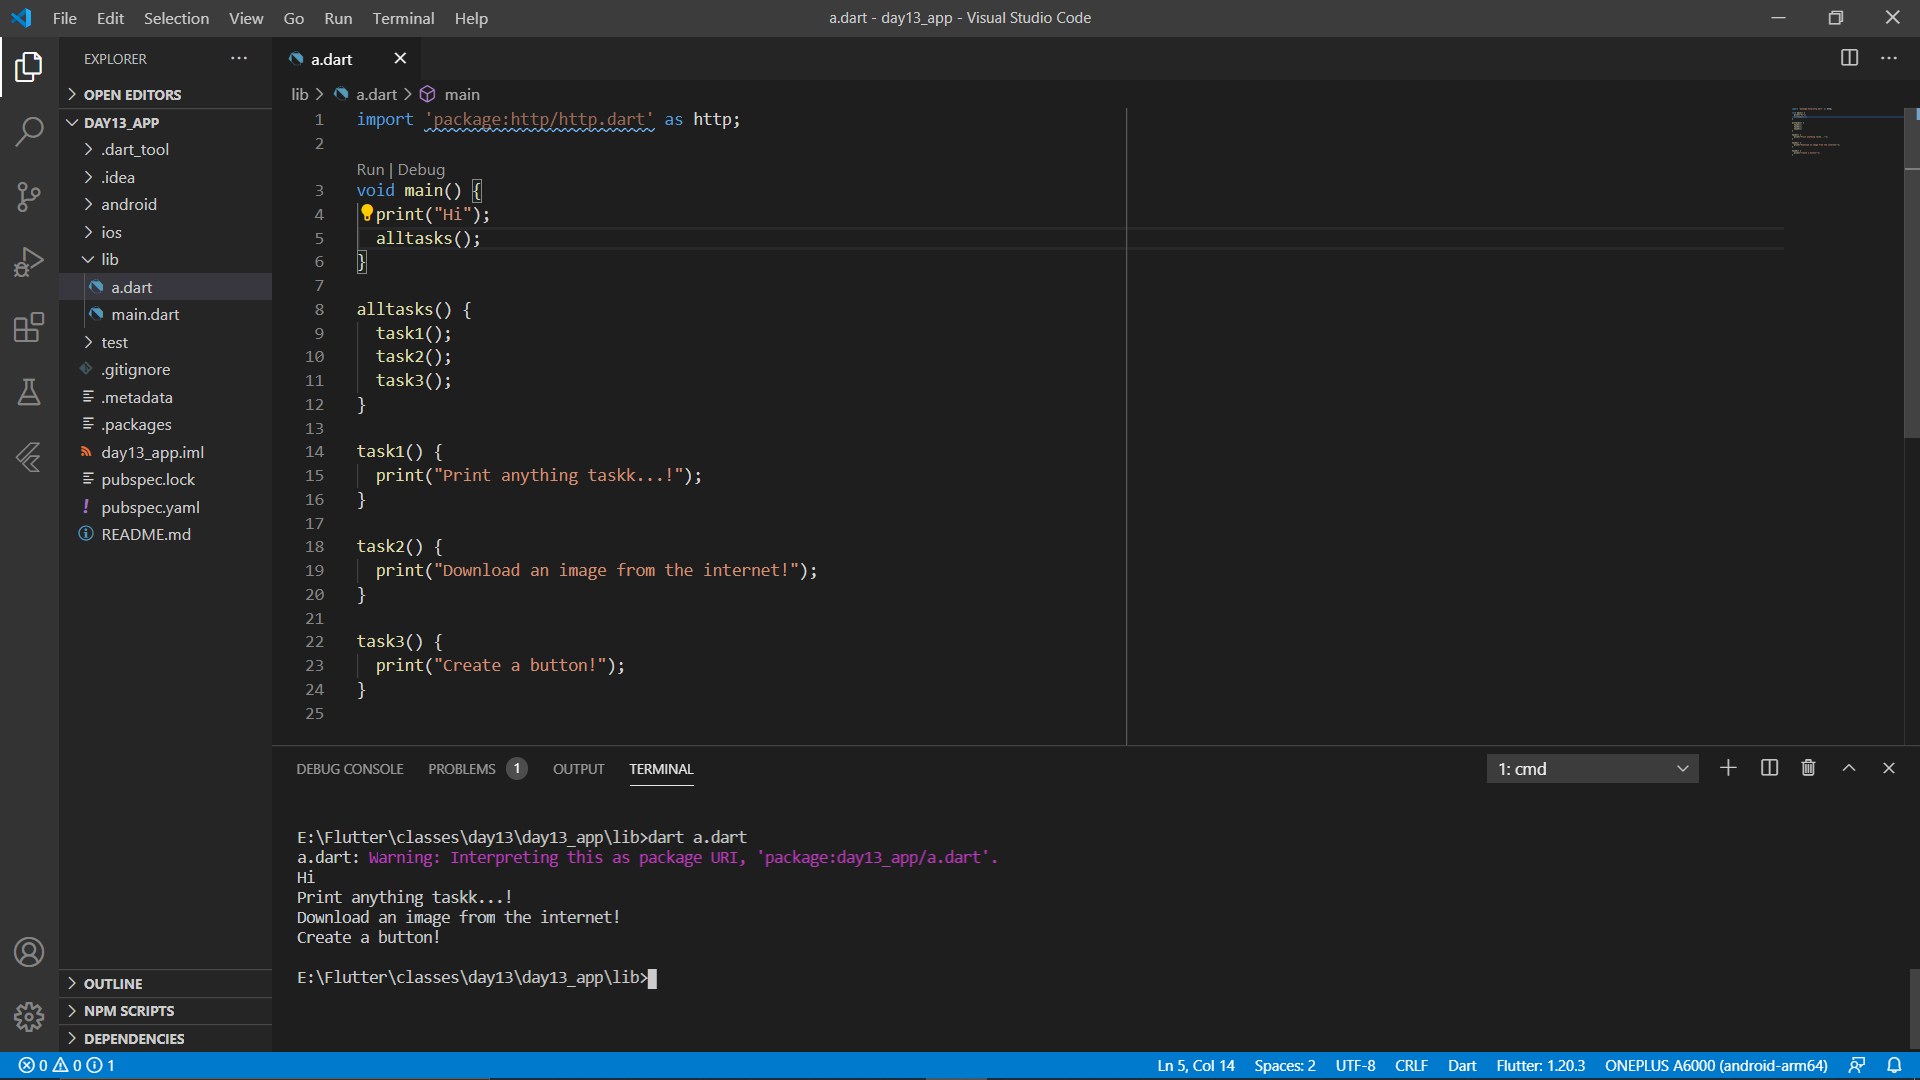 File Edit Selection View Go Run Terminal Help
a.dart - day13_app - Visual Studio Code
EXPLORER
OPEN EDITORS
DAY13_APP
.dart_tool
.idea
android
ios
lib
a.dart
main.dart
test
.gitignore
.metadata
.packages
day13_app.iml
pubspec.lock
pubspec.yaml
README.md
OUTLINE
NPM SCRIPTS
DEPENDENCIES
a.dart
lib > a.dart > main
1 import 'package:http/http.dart' as http;
2
Run | Debug
3 void main() {
4 print("Hi");
5 alltasks();
6 }
7
8 alltasks() {
9 task1();
10 task2();
11 task3();
12 }
13
14 task1() {
15 print("Print anything taskk...!");
16 }
17
18 task2() {
19 print("Download an image from the internet!");
20 }
21
22 task3() {
23 print("Create a button!");
24 }
25
DEBUG CONSOLE PROBLEMS 1 OUTPUT TERMINAL
1: cmd
E:\Flutter\classes\day13\day13_app\lib>dart a.dart
a.dart: Warning: Interpreting this as package URI, 'package:day13_app/a.dart'.
Hi
Print anything taskk...!
Download an image from the internet!
Create a button!
E:\Flutter\classes\day13\day13_app\lib>
0 0 1
Ln 5, Col 14 Spaces: 2 UTF-8 CRLF Dart Flutter: 1.20.3 ONEPLUS A6000 (android-arm64)